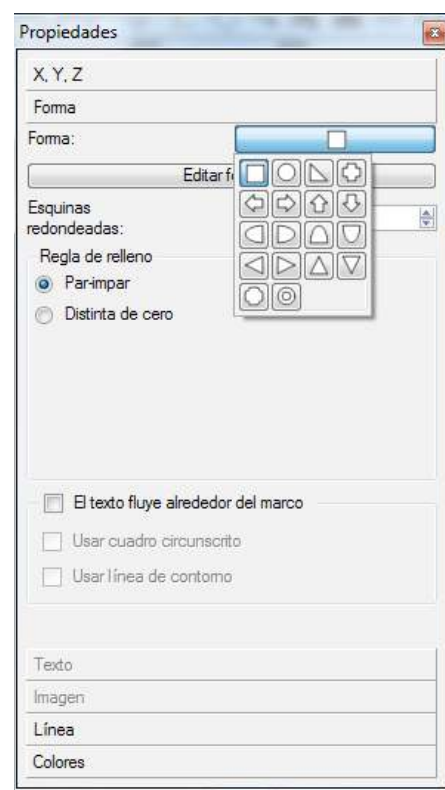 Propiedades
X, Y, Z
Forma
Forma:
Editar f
Esquinas
redondeadas:
Regla de relleno
Par-impar
Distinta de cero
El texto fluye alrededor del marco
Usar cuadro circunscrito
Usar línea de contorno
Texto
Imagen
Línea
Colores